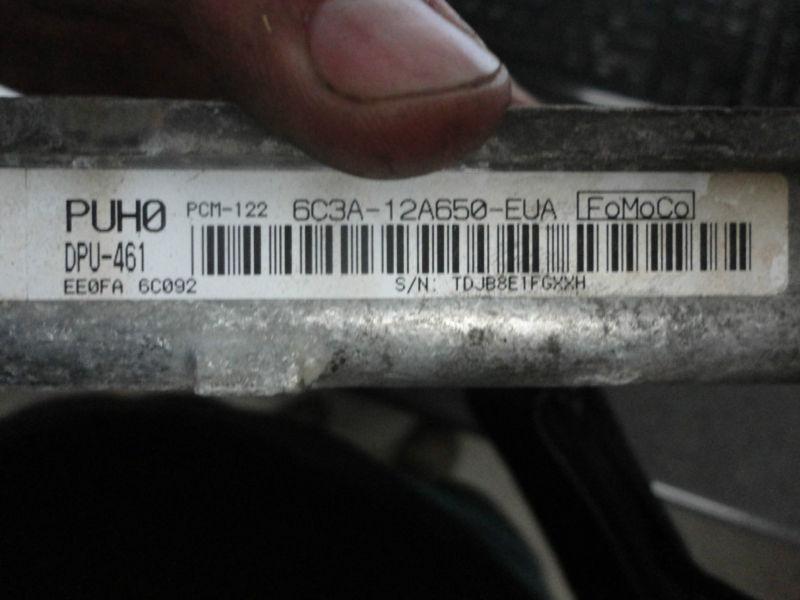 PUH0 PCM-122 6C3A-12A650-EUA FoMoCo
DPU-461
EE0FA 6C092 S/N: TDJB8E1FGXXH